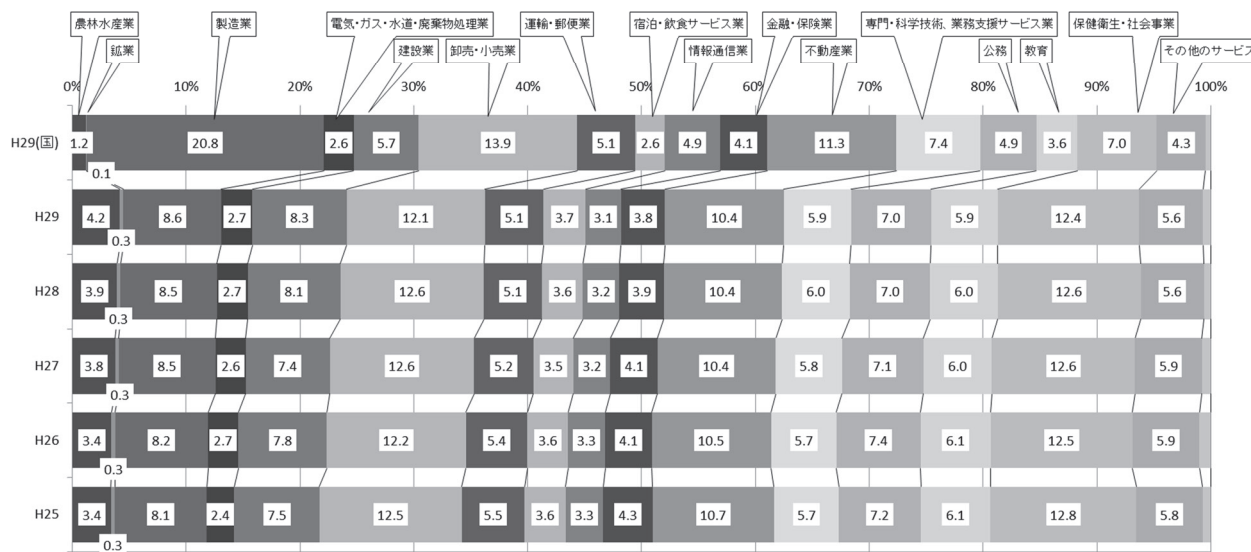 農林水産業 製造業 電気・ガス・水道・廃棄物処理業 運輸・郵便業 宿泊・飲食サービス業 金融・保険業 専門・科学技術、業務支援サービス業 保健衛生・社会事業
鉱業 建設業 卸売・小売業 情報通信業 不動産業 公務 教育 その他のサービス
0% 10% 20% 30% 40% 50% 60% 70% 80% 90% 100%
H29(国) 1.2 20.8 2.6 5.7 13.9 5.1 2.6 4.9 4.1 11.3 7.4 4.9 3.6 7.0 4.3
0.1
H29 4.2 8.6 2.7 8.3 12.1 5.1 3.7 3.1 3.8 10.4 5.9 7.0 5.9 12.4 5.6
0.3
H28 3.9 8.5 2.7 8.1 12.6 5.1 3.6 3.2 3.9 10.4 6.0 7.0 6.0 12.6 5.6
0.3
H27 3.8 8.5 2.6 7.4 12.6 5.2 3.5 3.2 4.1 10.4 5.8 7.1 6.0 12.6 5.9
0.3
H26 3.4 8.2 2.7 7.8 12.2 5.4 3.6 3.3 4.1 10.5 5.7 7.4 6.1 12.5 5.9
0.3
H25 3.4 8.1 2.4 7.5 12.5 5.5 3.6 3.3 4.3 10.7 5.7 7.2 6.1 12.8 5.8
0.3